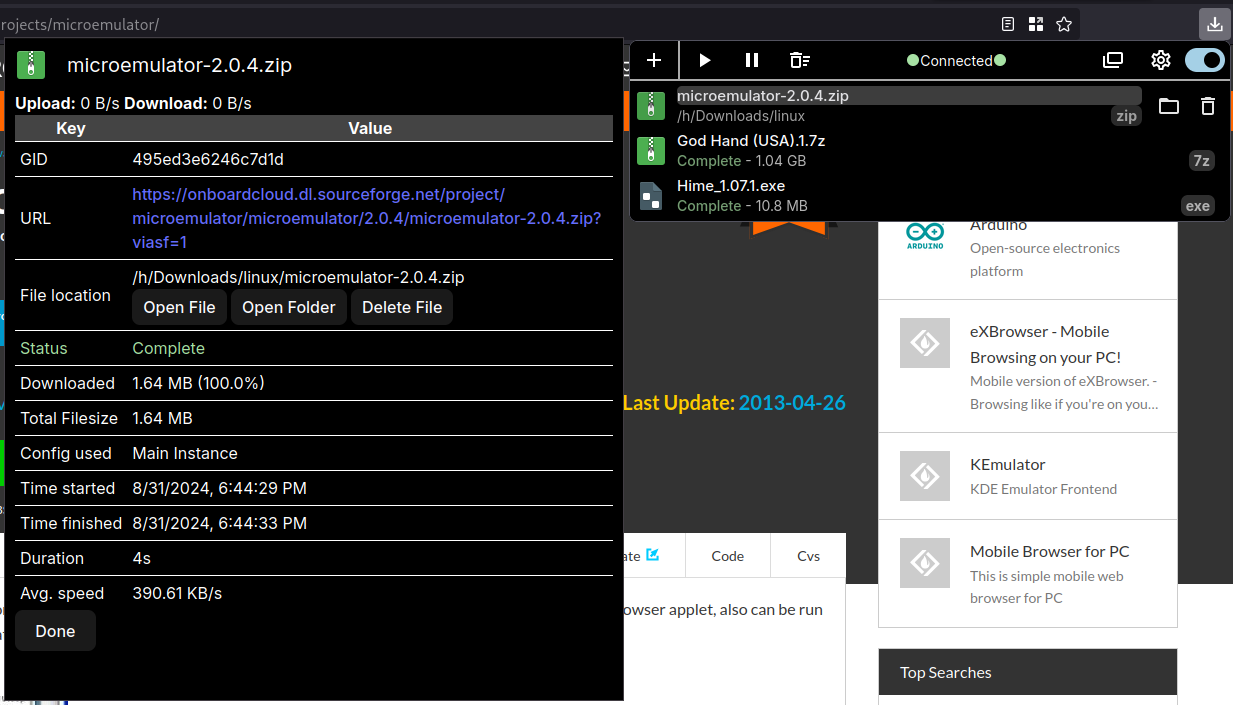 rojects/microemulator/
microemulator-2.0.4.zip
Upload: 0 B/s Download: 0 B/s
Key Value
GID 495ed3e6246c7d1d
URL https://onboardcloud.dl.sourceforge.net/project/
microemulator/microemulator/2.0.4/microemulator-2.0.4.zip?
viasf=1
File location /h/Downloads/linux/microemulator-2.0.4.zip
Open File Open Folder Delete File
Status Complete
Downloaded 1.64 MB (100.0%)
Total Filesize 1.64 MB
Config used Main Instance
Time started 8/31/2024, 6:44:29 PM
Time finished 8/31/2024, 6:44:33 PM
Duration 4s
Avg. speed 390.61 KB/s
Done
Connected
microemulator-2.0.4.zip
/h/Downloads/linux
zip
God Hand (USA).1.7z
Complete - 1.04 GB
7z
Hime_1.07.1.exe
Complete - 10.8 MB
exe
Last Update: 2013-04-26
ate Code Cvs
owser applet, also can be run
ARDUINO
Arduino
Open-source electronics
platform
eXBrowser - Mobile
Browsing on your PC!
Mobile version of eXBrowser. -
Browsing like if you're on you...
KEmulator
KDE Emulator Frontend
Mobile Browser for PC
This is simple mobile web
browser for PC
Top Searches